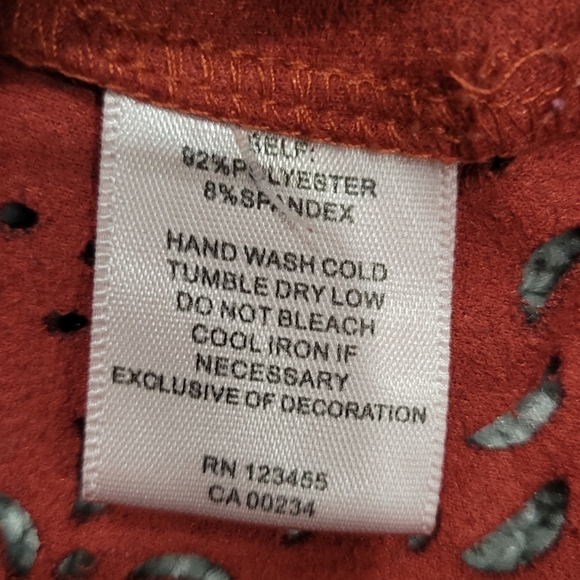 SELF:
92%POLYESTER
8%SPANDEX
HAND WASH COLD
TUMBLE DRY LOW
DO NOT BLEACH
COOL IRON IF
NECESSARY
EXCLUSIVE OF DECORATION
RN 123455
CA 00234